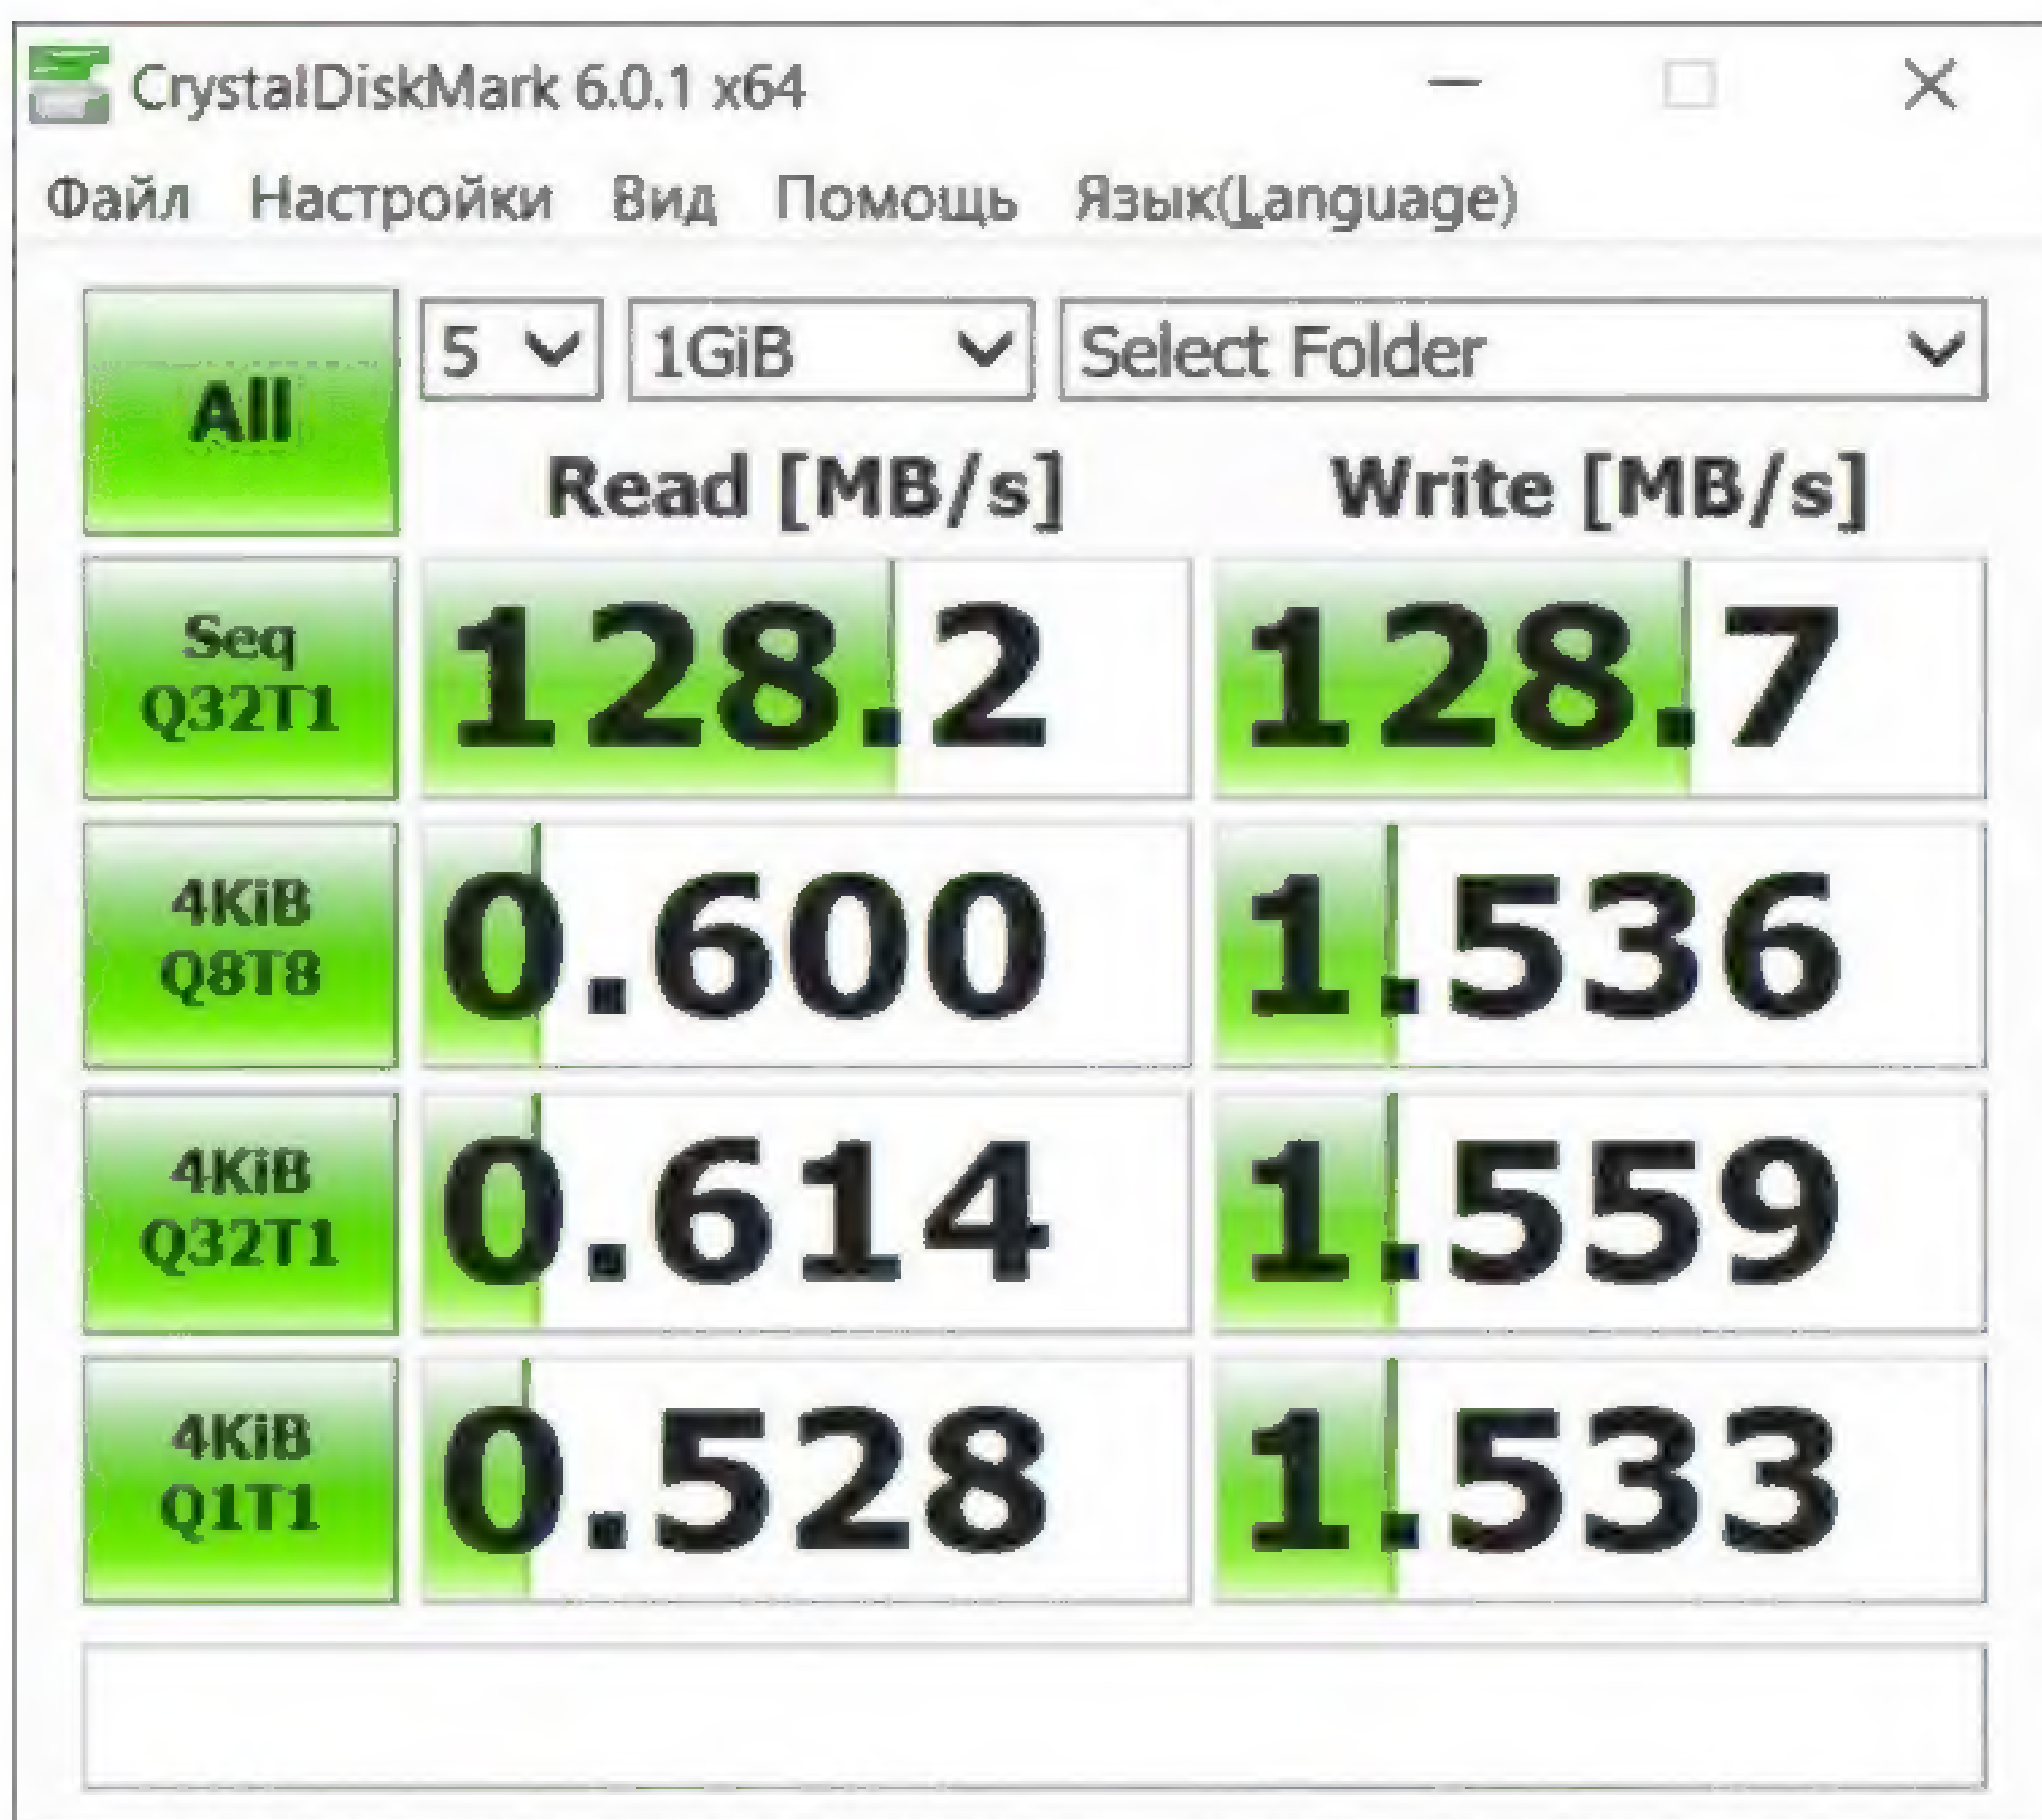 CrystalDiskMark 6.0.1 x64
Файл Настройки Вид Помощь Язык(Language)
All 5 1GiB Select Folder
Read [MB/s] Write [MB/s]
Seq
Q32T1 128.2 128.7
4KiB
Q8T8 0.600 1.536
4KiB
Q32T1 0.614 1.559
4KiB
Q1T1 0.528 1.533